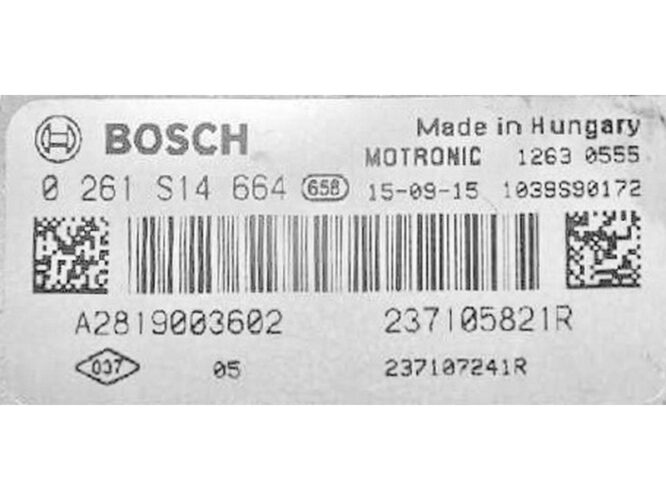 BOSCH Made in Hungary
MOTRONIC 1263 0555
0 261 S14 664 658 15-09-15 1039S90172
A2819003602 237105821R
037 05 237107241R